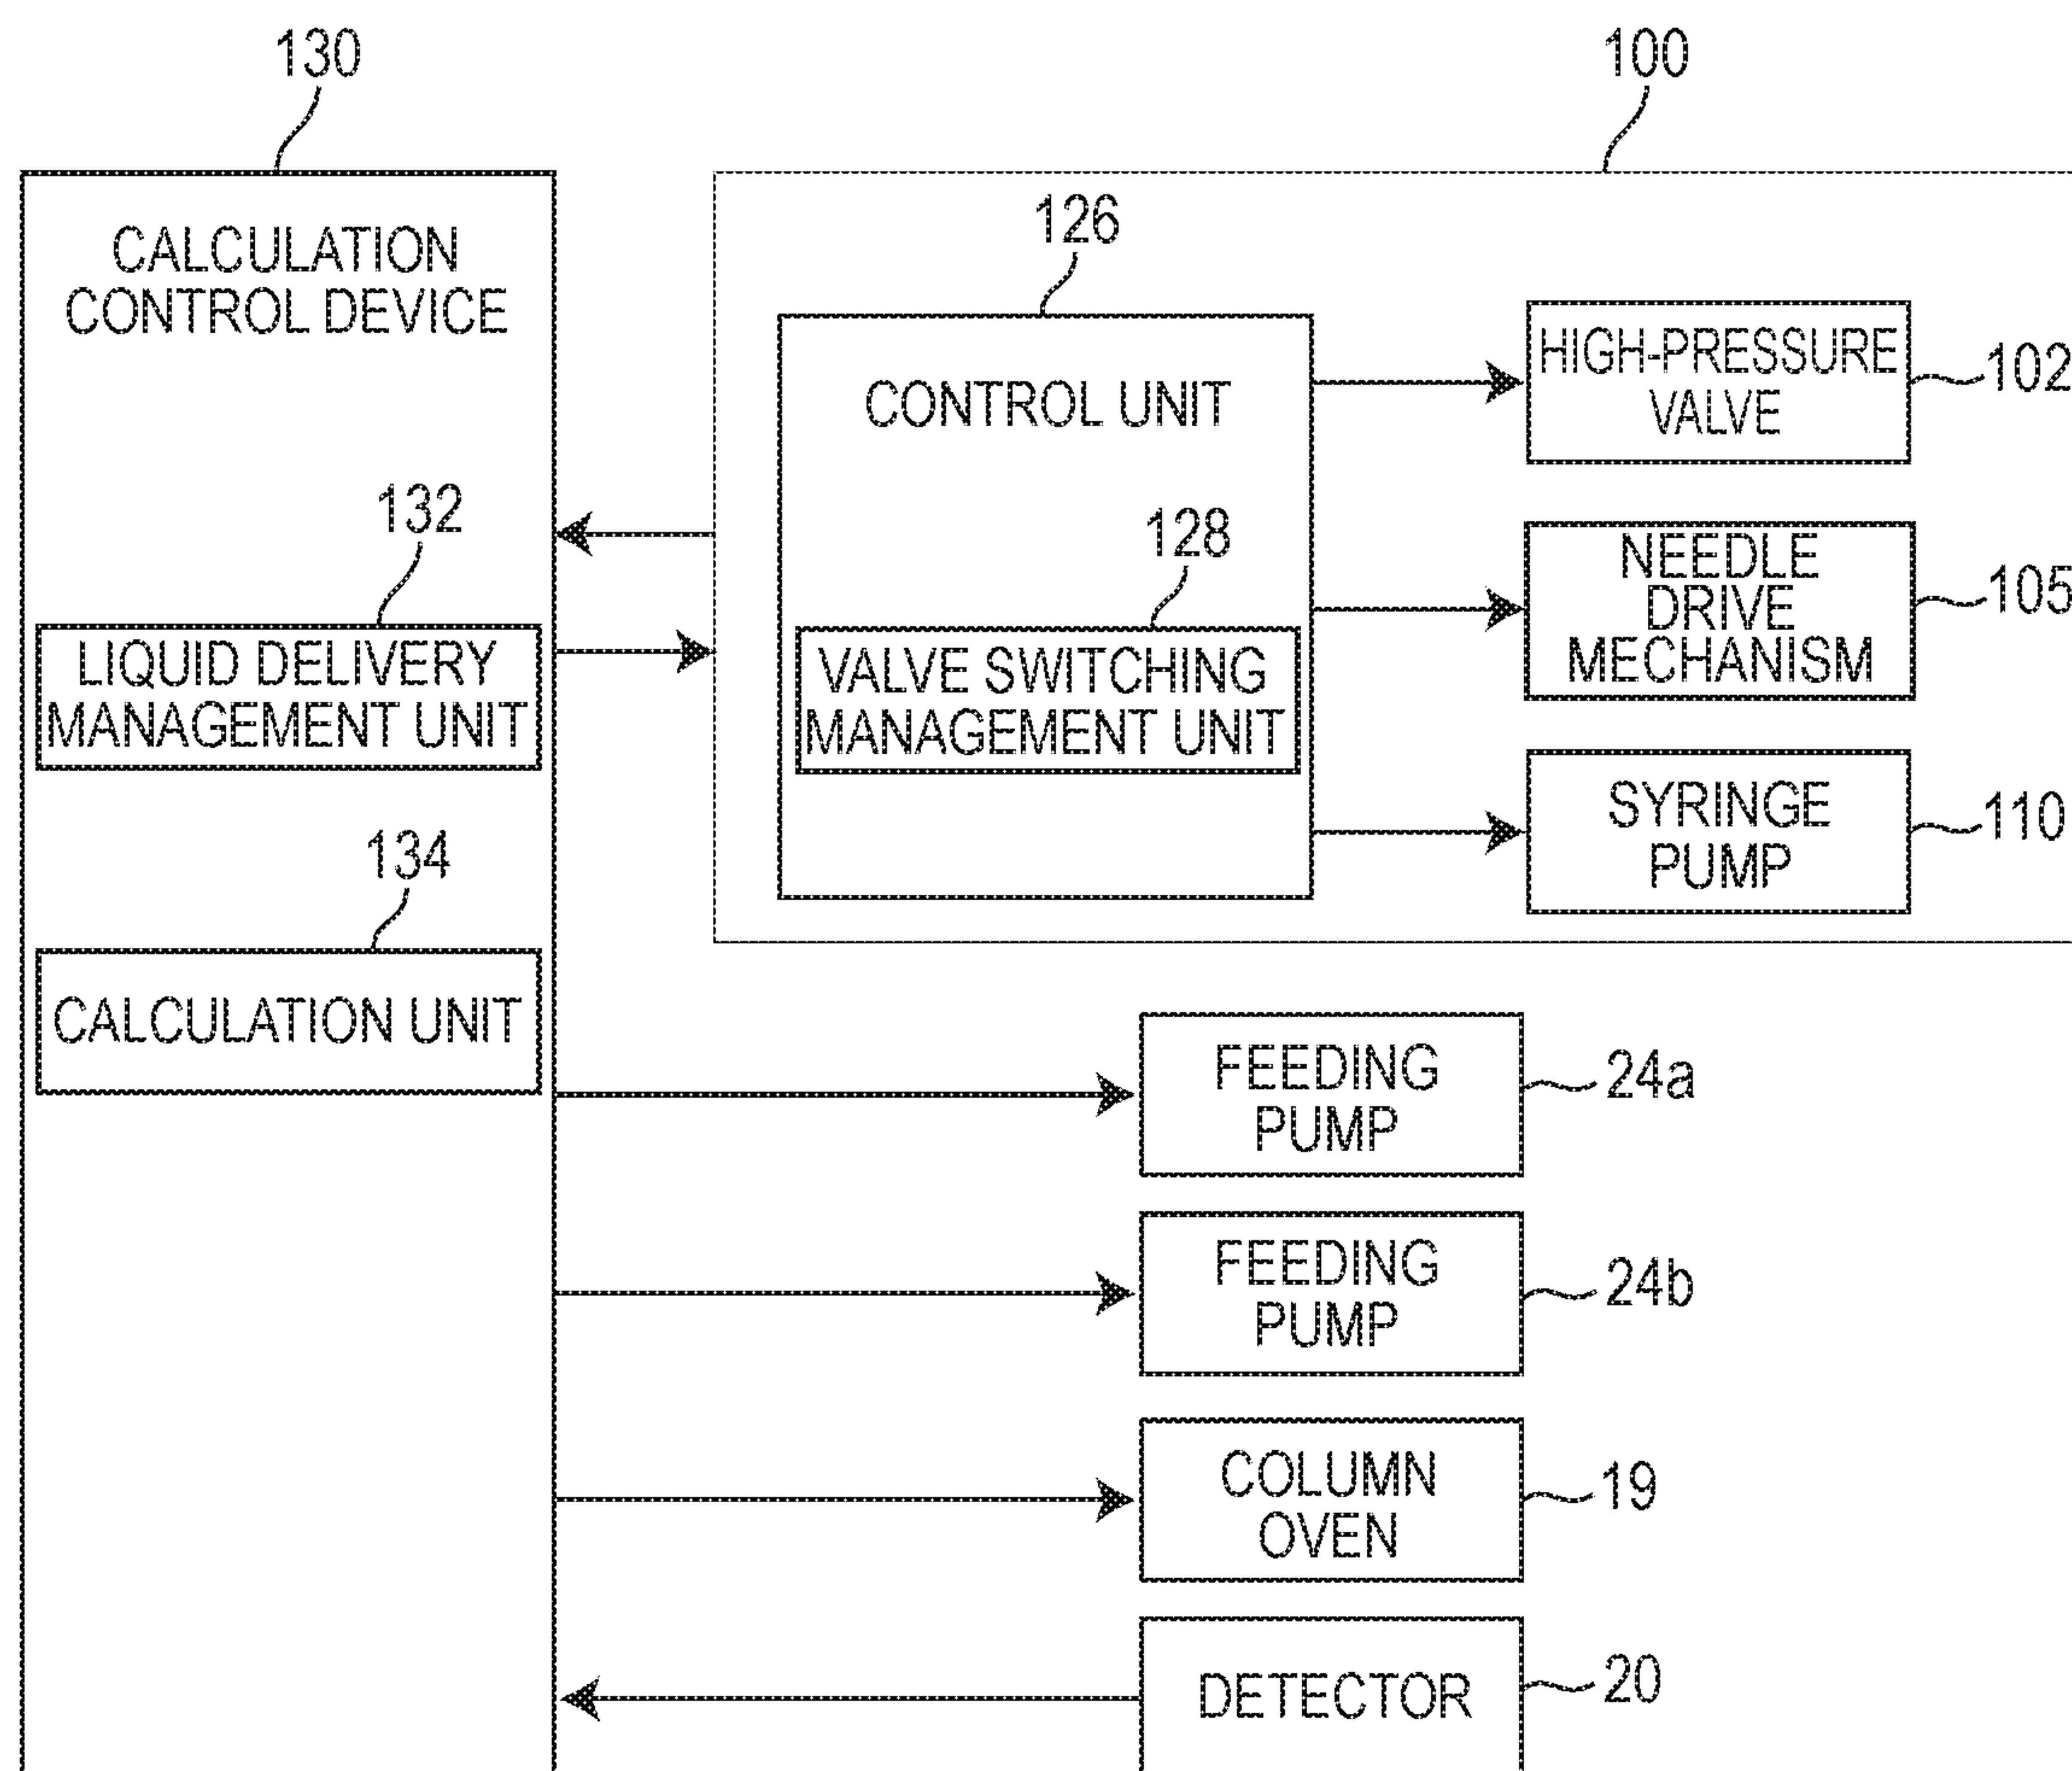 130
100
CALCULATION
CONTROL DEVICE
126
CONTROL UNIT
HIGH-PRESSURE
VALVE
102
132
LIQUID DELIVERY
MANAGEMENT UNIT
128
VALVE SWITCHING
MANAGEMENT UNIT
NEEDLE
DRIVE
MECHANISM
105
SYRINGE
PUMP
110
134
CALCULATION UNIT
FEEDING
PUMP
24a
FEEDING
PUMP
24b
COLUMN
OVEN
19
DETECTOR
20